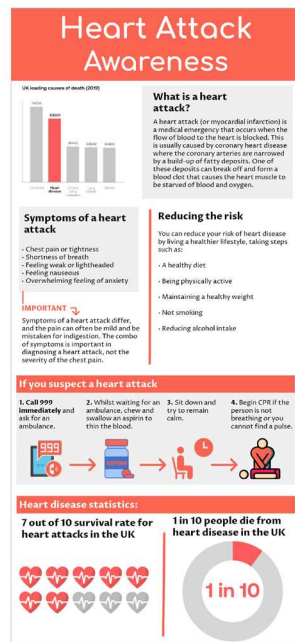 Heart Attack
Awareness
UK leading causes of death (2019)
Heart
disease
What is a heart
attack?
A heart attack (or myocardial infarction) is
a medical emergency that occurs when the
flow of blood to the heart is blocked. This
is usually caused by coronary heart disease
where the coronary arteries are narrowed
by a build-up of fatty deposits. One of
these deposits can break off and form a
blood clot that causes the heart muscle to
be starved of blood and oxygen.
Symptoms of a heart
attack
• Chest pain or tightness
• Shortness of breath
• Feeling weak or lightheaded
• Feeling nauseous
• Overwhelming feeling of anxiety
IMPORTANT
Symptoms of a heart attack differ,
and the pain can often be mild and be
mistaken for indigestion. The combo
of symptoms is important in
diagnosing a heart attack, not the
severity of the chest pain.
Reducing the risk
You can reduce your risk of heart disease
by living a healthier lifestyle, taking steps
such as:
• A healthy diet
• Being physically active
• Maintaining a healthy weight
• Not smoking
• Reducing alcohol intake
If you suspect a heart attack
1. Call 999
immediately and
ask for an
ambulance.
2. Whilst waiting for an
ambulance, chew and
swallow an aspirin to
thin the blood.
3. Sit down and
try to remain
calm.
4. Begin CPR if the
person is not
breathing or you
cannot find a pulse.
999
Heart disease statistics:
7 out of 10 survival rate for
heart attacks in the UK
1 in 10 people die from
heart disease in the UK
1 in 10